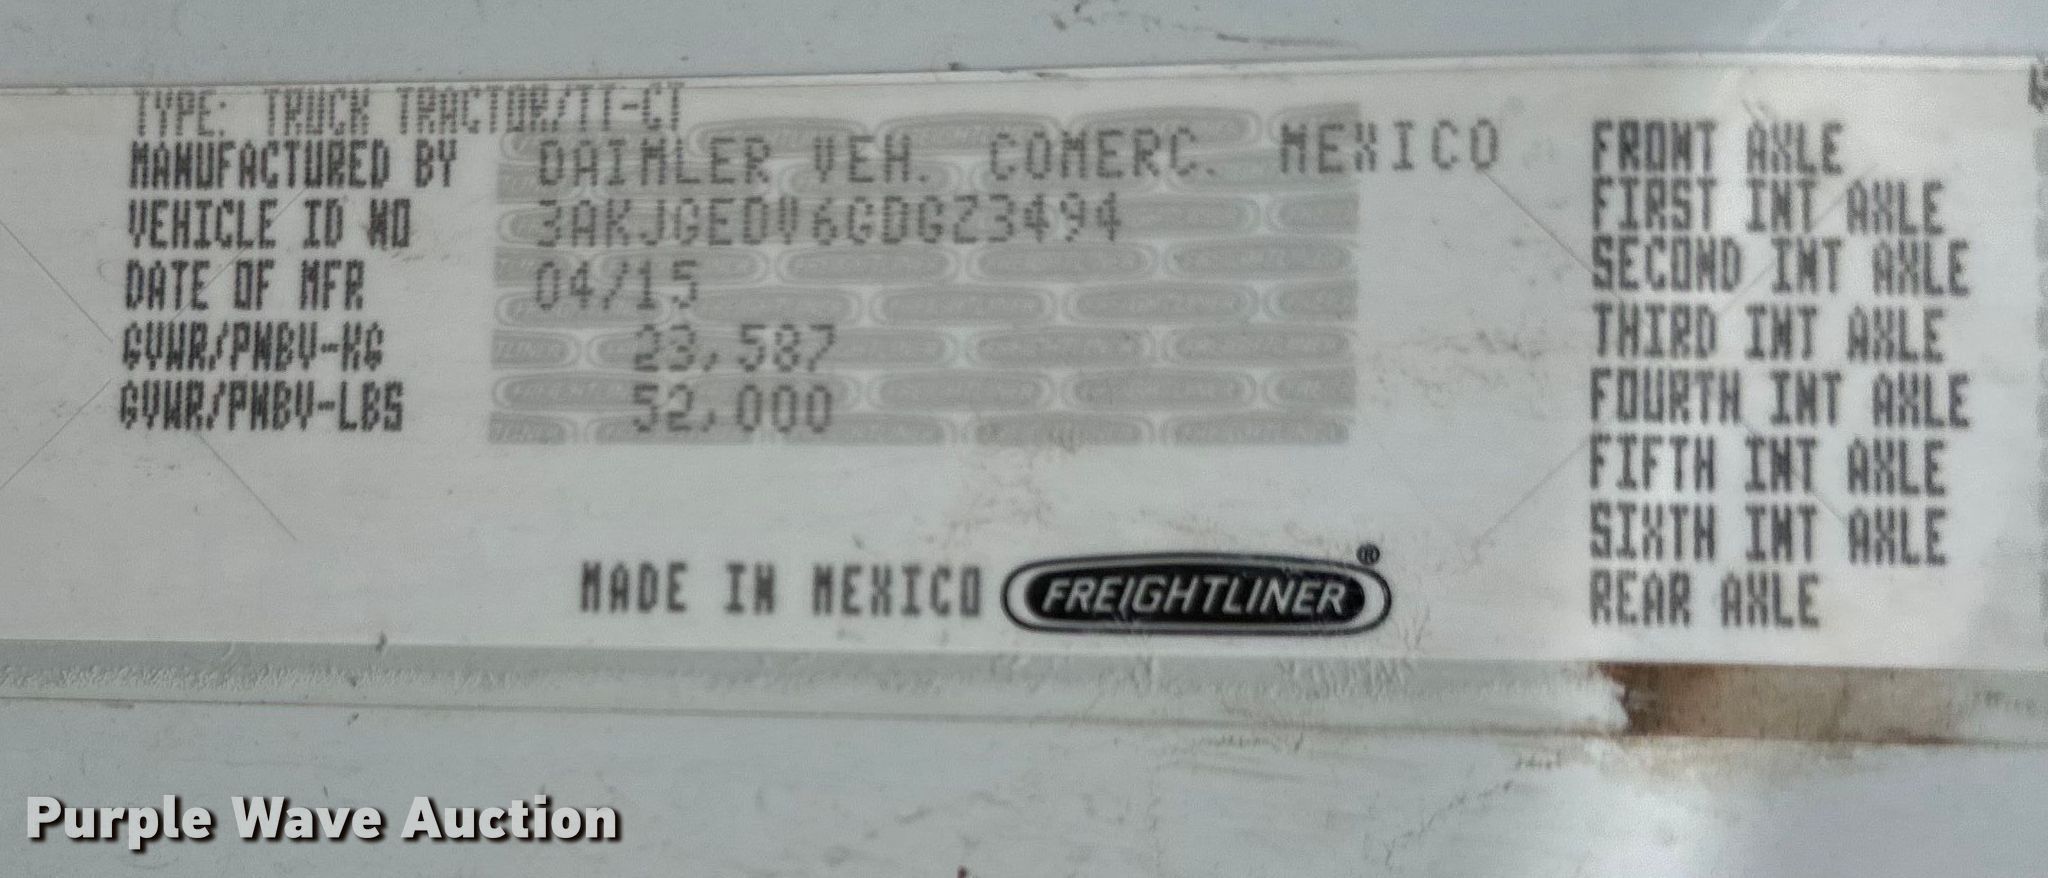 TYPE: TRUCK TRACTOR/TT-CT
MANUFACTURED BY DAIMLER VEH. COMERC. MEXICO
VEHICLE ID NO 3AKJGEDV6GDGZ3494
DATE OF MFR 04/15
GVWR/PNBV-KG 23,587
GVWR/PNBV-LBS 52,000
MADE IN MEXICO FREIGHTLINER®
FRONT AXLE
FIRST INT AXLE
SECOND INT AXLE
THIRD INT AXLE
FOURTH INT AXLE
FIFTH INT AXLE
SIXTH INT AXLE
REAR AXLE
Purple Wave Auction